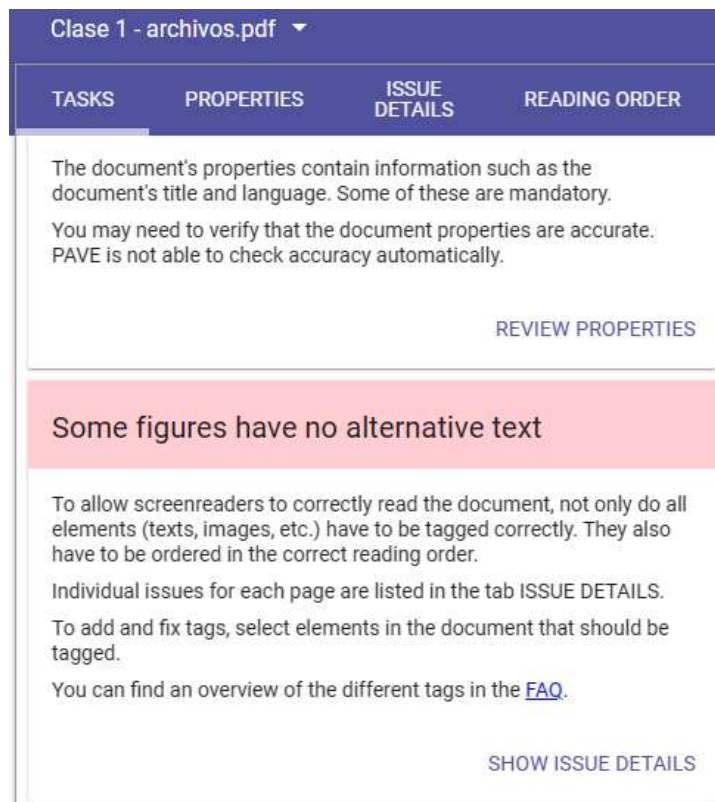 Clase 1 - archivos.pdf
TASKS PROPERTIES ISSUE DETAILS READING ORDER
The document's properties contain information such as the
document's title and language. Some of these are mandatory.
You may need to verify that the document properties are accurate.
PAVE is not able to check accuracy automatically.
REVIEW PROPERTIES
Some figures have no alternative text
To allow screenreaders to correctly read the document, not only do all
elements (texts, images, etc.) have to be tagged correctly. They also
have to be ordered in the correct reading order.
Individual issues for each page are listed in the tab ISSUE DETAILS.
To add and fix tags, select elements in the document that should be
tagged.
You can find an overview of the different tags in the FAQ.
SHOW ISSUE DETAILS